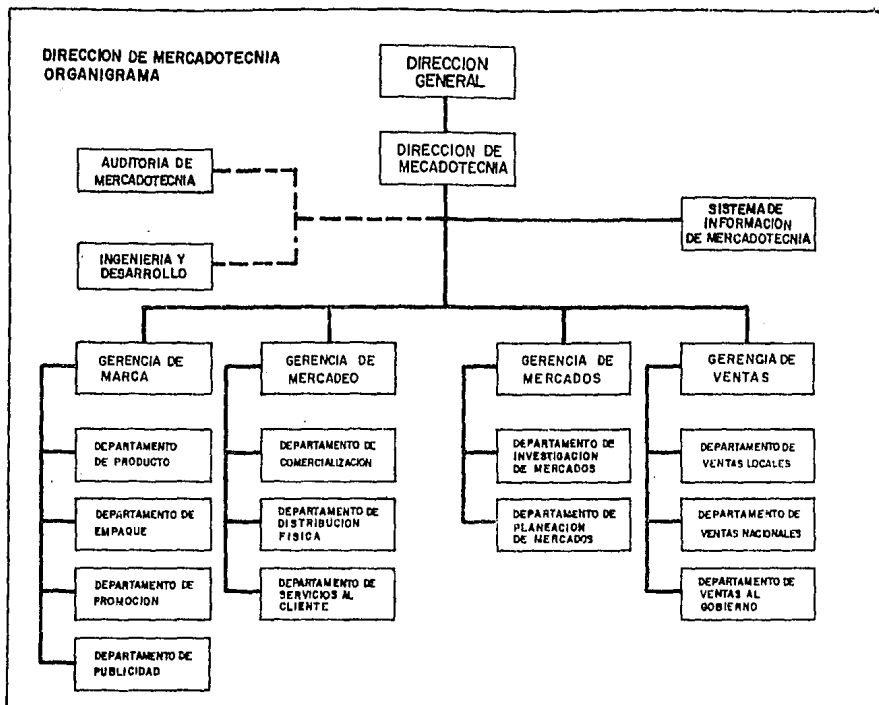 DIRECCION DE MERCADOTECNIA
ORGANIGRAMA
DIRECCION
GENERAL
DIRECCION DE
MECADOTECNIA
AUDITORIA DE
MERCADOTECNIA
INGENIERIA Y
DESARROLLO
SISTEMA DE
INFORMACION
DE MERCADOTECNIA
GERENCIA DE
MARCA
DEPARTAMENTO
DE PRODUCTO
DEPARTAMENTO DE
EMPAQUE
DEPARTAMENTO DE
PROMOCION
DEPARTAMENTO DE
PUBLICIDAD
GERENCIA DE
MERCADEO
DEPARTAMENTO DE
COMERCIALIZACION
DEPARTAMENTO DE
DISTRIBUCION
FISICA
DEPARTAMENTO DE
SERVICIOS AL
CLIENTE
GERENCIA DE
MERCADOS
DEPARTAMENTO DE
INVESTIGACION
DE MERCADOS
DEPARTAMENTO DE
PLANEACION
DE MERCADOS
GERENCIA DE
VENTAS
DEPARTAMENTO DE
VENTAS LOCALES
DEPARTAMENTO DE
VENTAS NACIONALES
DEPARTAMENTO DE
VENTAS AL
GOBIERNO